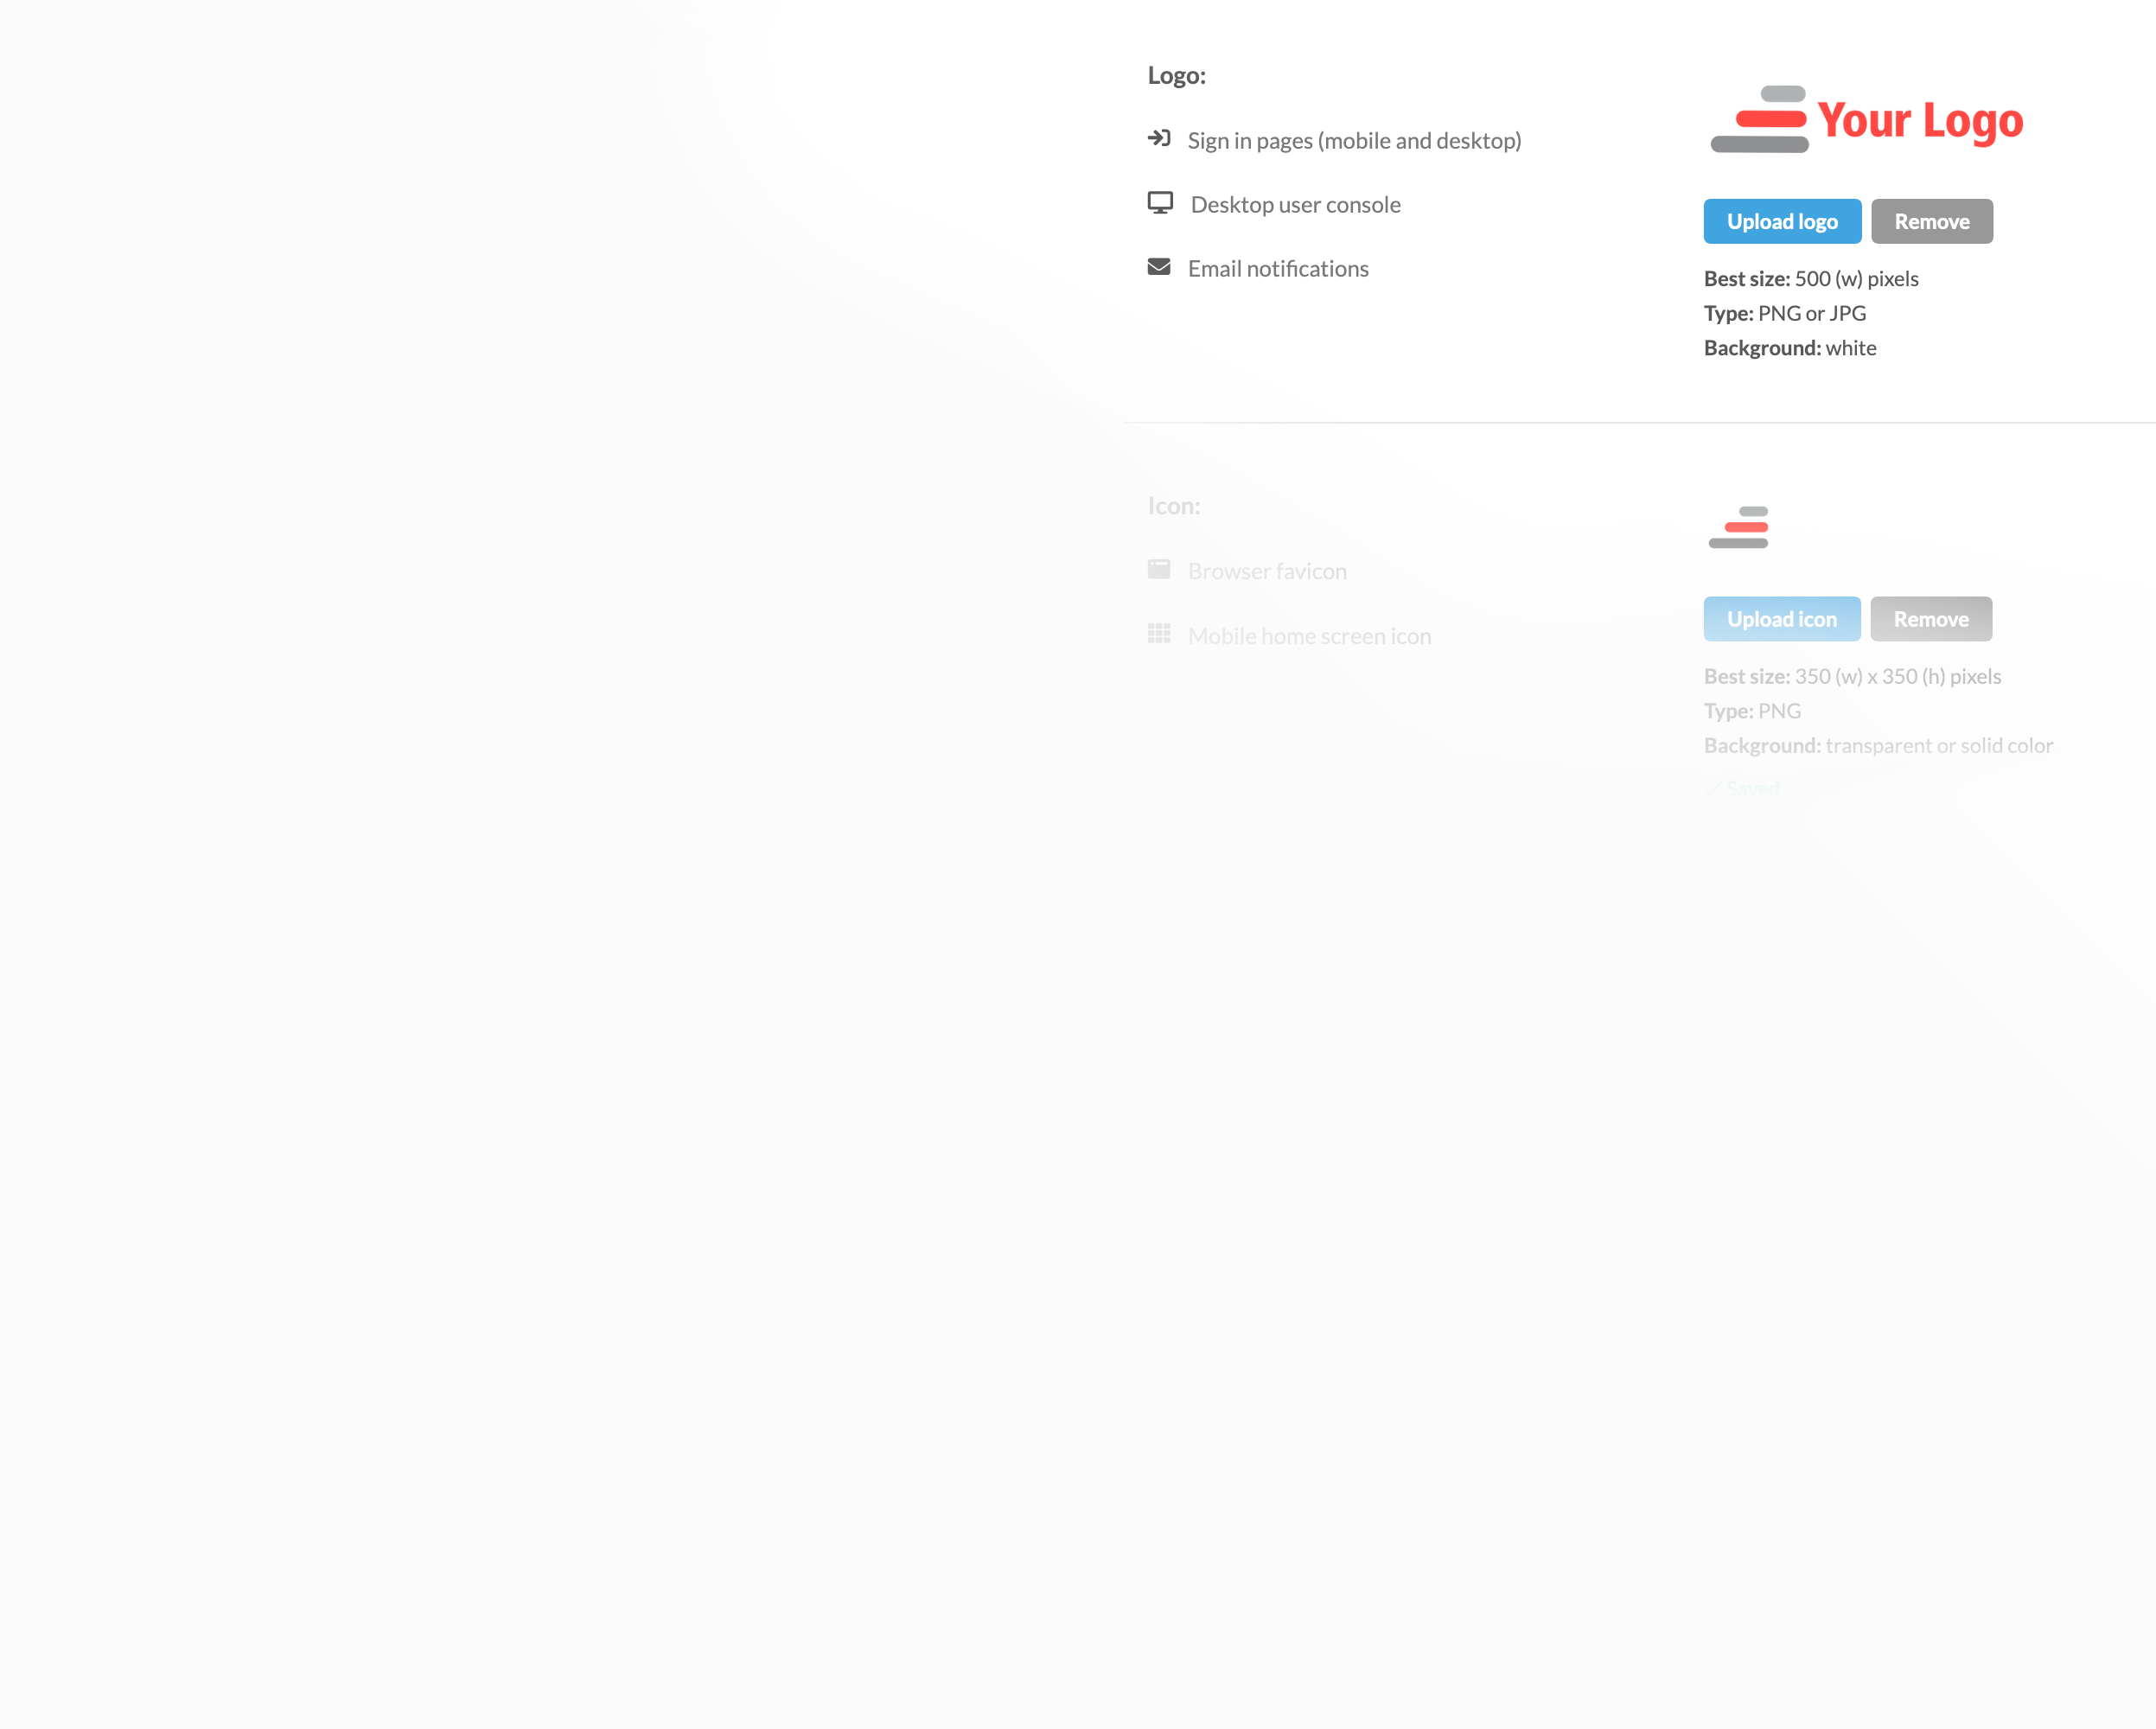 Logo:
Sign in pages (mobile and desktop)
Desktop user console
Email notifications
Your Logo
Upload logo
Remove
Best size: 500 (w) pixels
Type: PNG or JPG
Background: white
Icon:
Browser favicon
Mobile home screen icon
Upload icon
Remove
Best size: 350 (w) x 350 (h) pixels
Type: PNG
Background: transparent or solid color
Saved